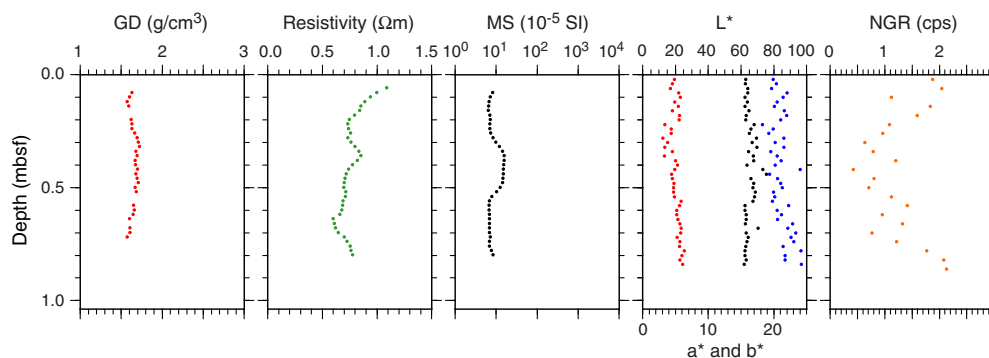 GD (g/cm³) Resistivity (Ωm) MS (10⁻⁵ SI) L* NGR (cps)
1 2 3 0.0 0.5 1.0 1.5 10⁰ 10¹ 10² 10³ 10⁴ 0 20 40 60 80 100 0 1 2
0.0
0.5
1.0
Depth (mbsf)
0 10 20
a* and b*